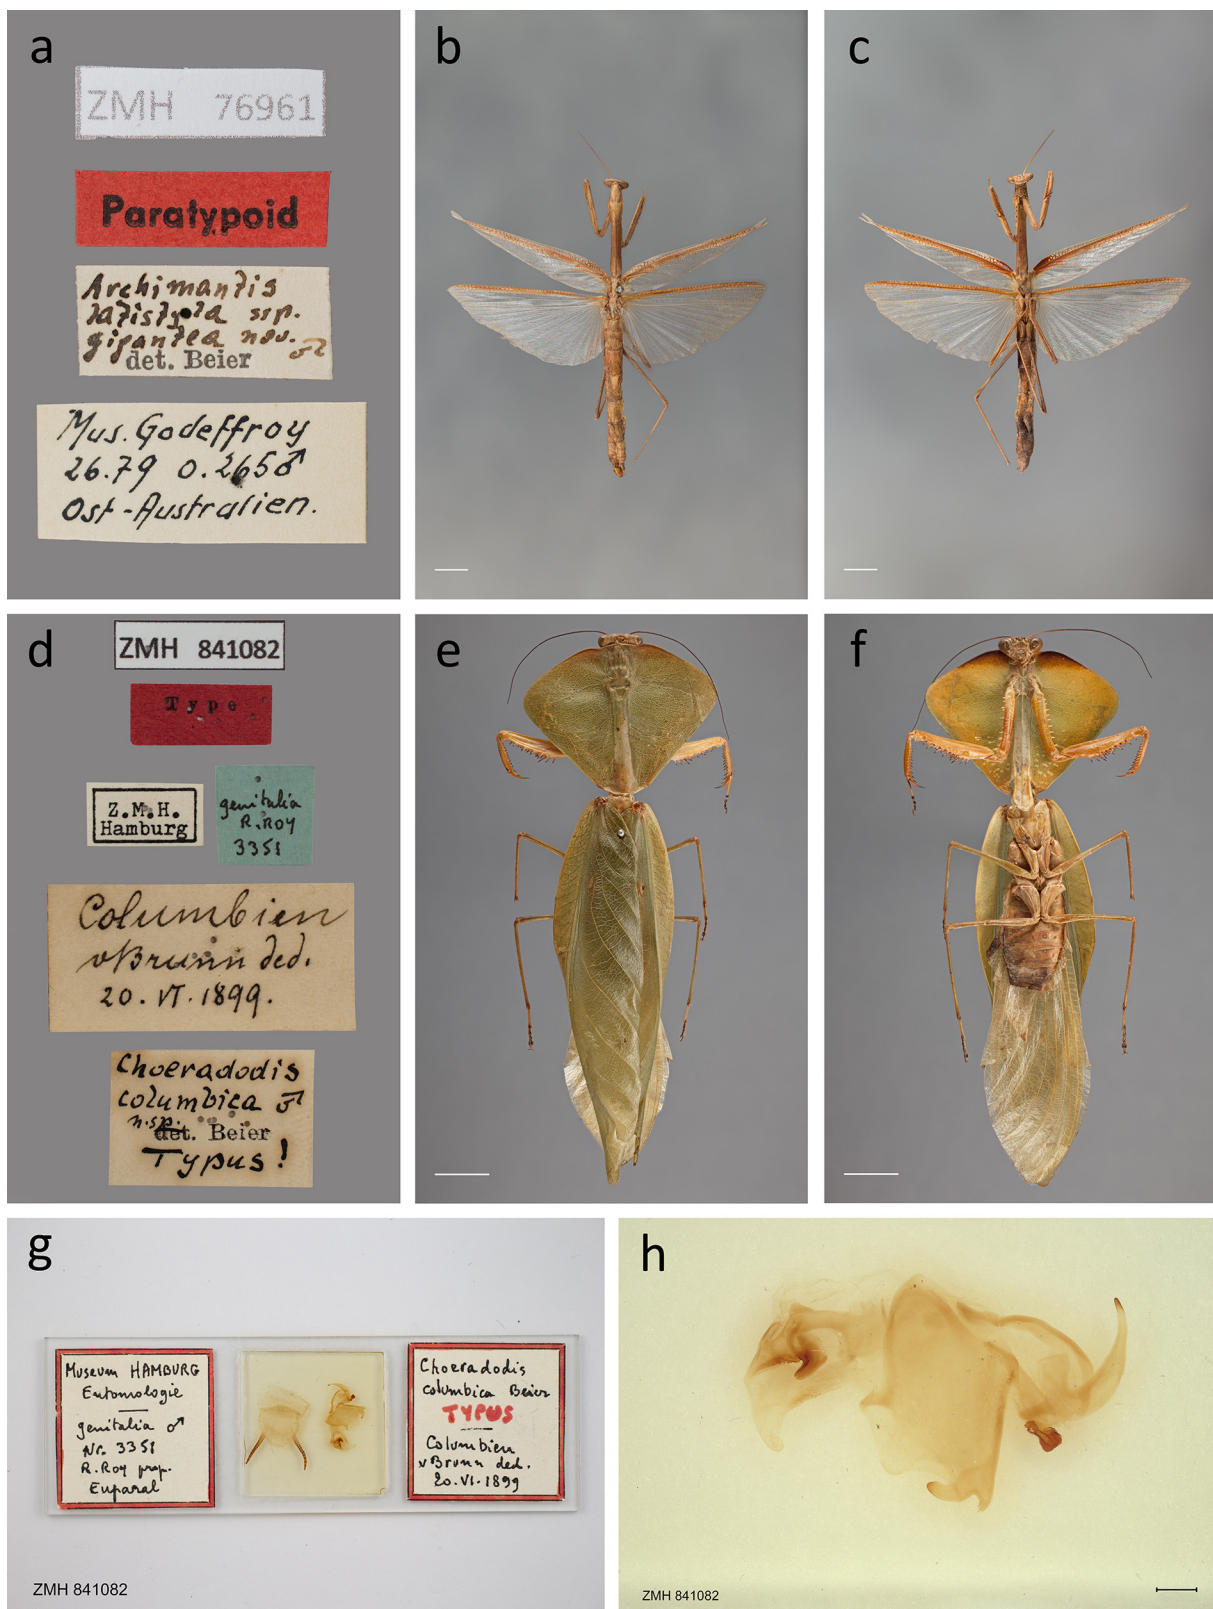 a
ZMH 76961
Paratypoid
Archimantis
latistyla ssp.
gigantea nov. ♂
det. Beier
Mus. Godeffroy
26.79 0.265♂
Ost-Australien.
b
c
d
ZMH 841082
Type
Z.M.H.
Hamburg
genitalia
R. Roy
3351
Columbien
v Brunn ded.
20. VI. 1899.
Choeradodis
columbica ♂
n.sp.
det. Beier
Typus!
e
f
g
Museum HAMBURG
Entomologie
genitalia ♂
Nr. 3351
R. Roy prep.
Euparal
Choeradodis
columbica Beier
TYPUS
Columbien
v Brunn ded.
20.VI.1899
ZMH 841082
h
ZMH 841082